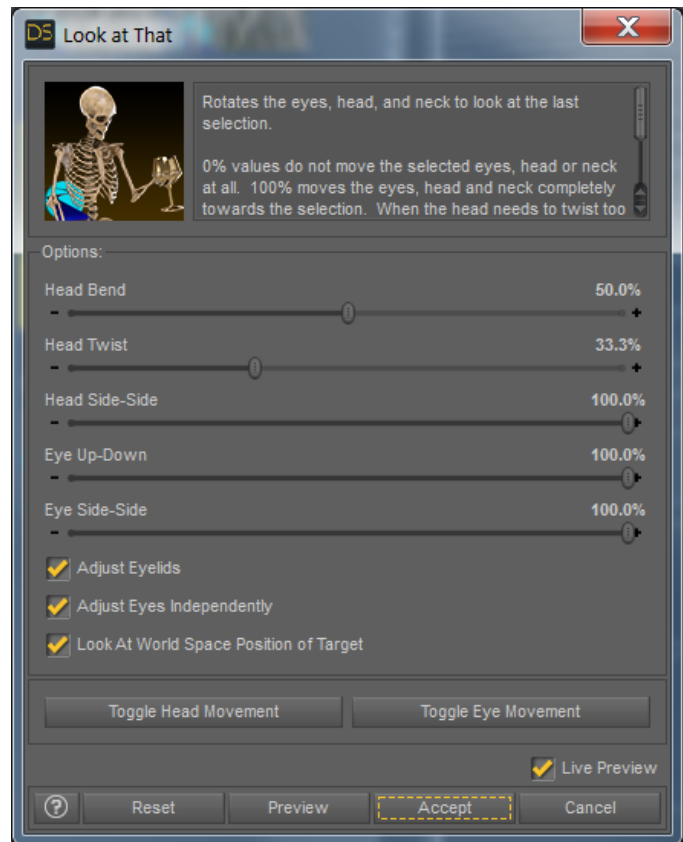 DS Look at That X
Rotates the eyes, head, and neck to look at the last
selection.
0% values do not move the selected eyes, head or neck
at all. 100% moves the eyes, head and neck completely
towards the selection. When the head needs to twist too
Options:
Head Bend 50.0%
- +
Head Twist 33.3%
- +
Head Side-Side 100.0%
- +
Eye Up-Down 100.0%
- +
Eye Side-Side 100.0%
- +
Adjust Eyelids
Adjust Eyes Independently
Look At World Space Position of Target
Toggle Head Movement Toggle Eye Movement
Live Preview
? Reset Preview Accept Cancel